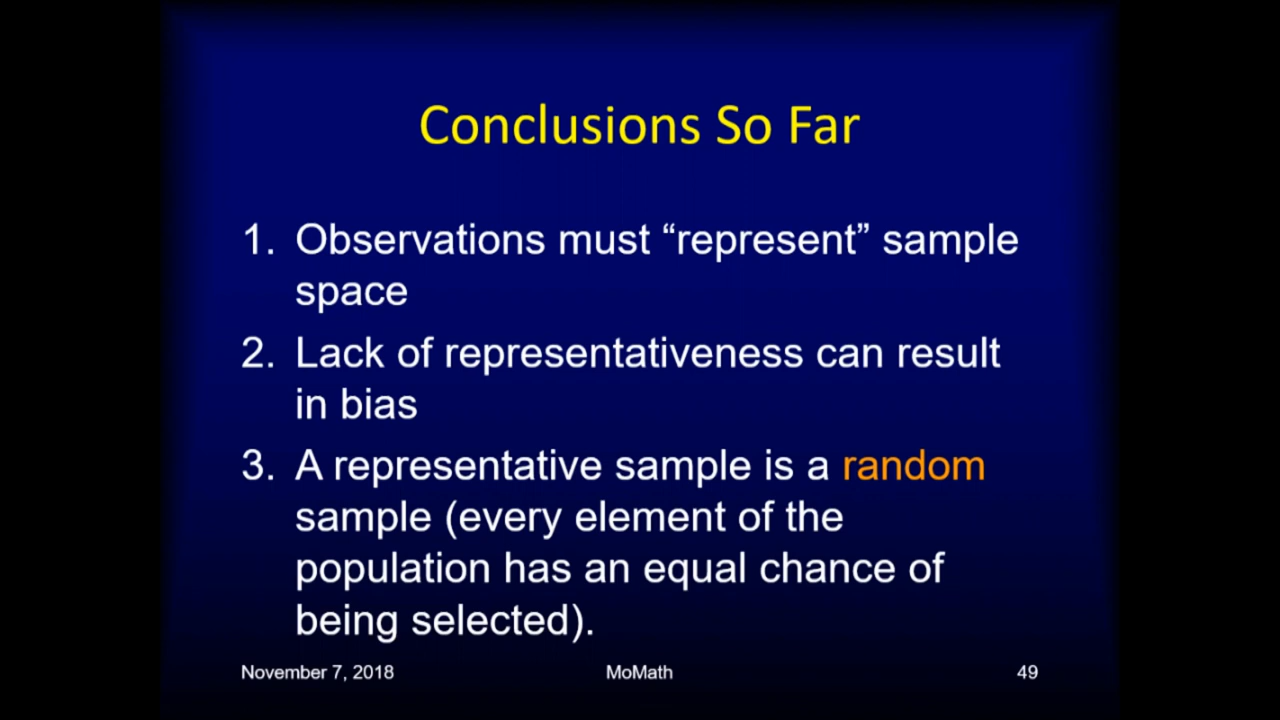 Conclusions So Far
1. Observations must “represent” sample
space
2. Lack of representativeness can result
in bias
3. A representative sample is a random
sample (every element of the
population has an equal chance of
being selected).
November 7, 2018 MoMath 49